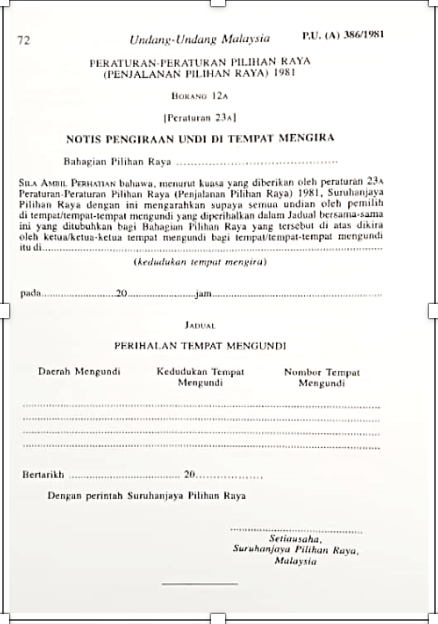 72 Undang-Undang Malaysia P.U. (A) 386/1981
PERATURAN-PERATURAN PILIHAN RAYA
(PENJALANAN PILIHAN RAYA) 1981
BORANG 12A
[Peraturan 23A]
NOTIS PENGIRAAN UNDI DI TEMPAT MENGIRA
Bahagian Pilihan Raya ..........................................
SILA AMBIL PERHATIAN bahawa, menurut kuasa yang diberikan oleh peraturan 23A
Peraturan-Peraturan Pilihan Raya (Penjalanan Pilihan Raya) 1981, Suruhanjaya
Pilihan Raya dengan ini mengarahkan supaya semua undian oleh pemilih
di tempat/tempat-tempat mengundi yang diperihalkan dalam Jadual bersama-sama
ini yang ditubuhkan bagi Bahagian Pilihan Raya yang tersebut di atas dikira
oleh ketua/ketua-ketua tempat mengundi bagi tempat/tempat-tempat mengundi
itu di..........................................................................................
(kedudukan tempat mengira)
pada....................20..................jam............................................
JADUAL
PERIHALAN TEMPAT MENGUNDI
Daerah Mengundi Kedudukan Tempat Nombor Tempat
Mengundi Mengundi
..........................................................................................
..........................................................................................
..........................................................................................
..........................................................................................
Bertarikh .............................. 20..................
Dengan perintah Suruhanjaya Pilihan Raya
....................................
Setiausaha,
Suruhanjaya Pilihan Raya,
Malaysia